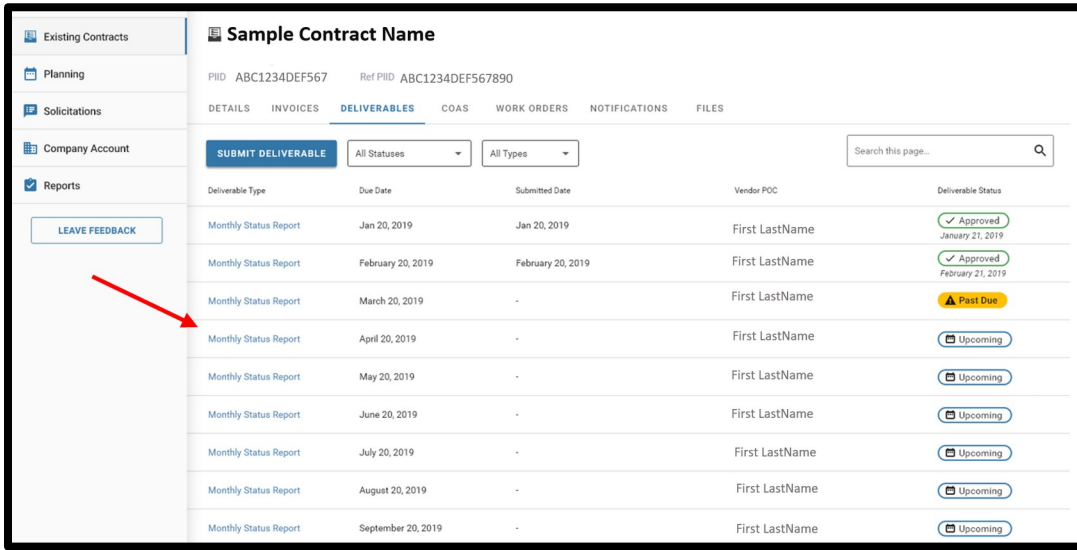 Existing Contracts
Planning
Solicitations
Company Account
Reports
LEAVE FEEDBACK
Sample Contract Name
PIID ABC1234DEF567 Ref PIID ABC1234DEF567890
DETAILS INVOICES DELIVERABLES COAS WORK ORDERS NOTIFICATIONS FILES
SUBMIT DELIVERABLE All Statuses All Types Search this page...
Deliverable Type Due Date Submitted Date Vendor POC Deliverable Status
Monthly Status Report Jan 20, 2019 Jan 20, 2019 First LastName Approved
January 21, 2019
Monthly Status Report February 20, 2019 February 20, 2019 First LastName Approved
February 21, 2019
Monthly Status Report March 20, 2019 - First LastName Past Due
Monthly Status Report April 20, 2019 - First LastName Upcoming
Monthly Status Report May 20, 2019 - First LastName Upcoming
Monthly Status Report June 20, 2019 - First LastName Upcoming
Monthly Status Report July 20, 2019 - First LastName Upcoming
Monthly Status Report August 20, 2019 - First LastName Upcoming
Monthly Status Report September 20, 2019 - First LastName Upcoming